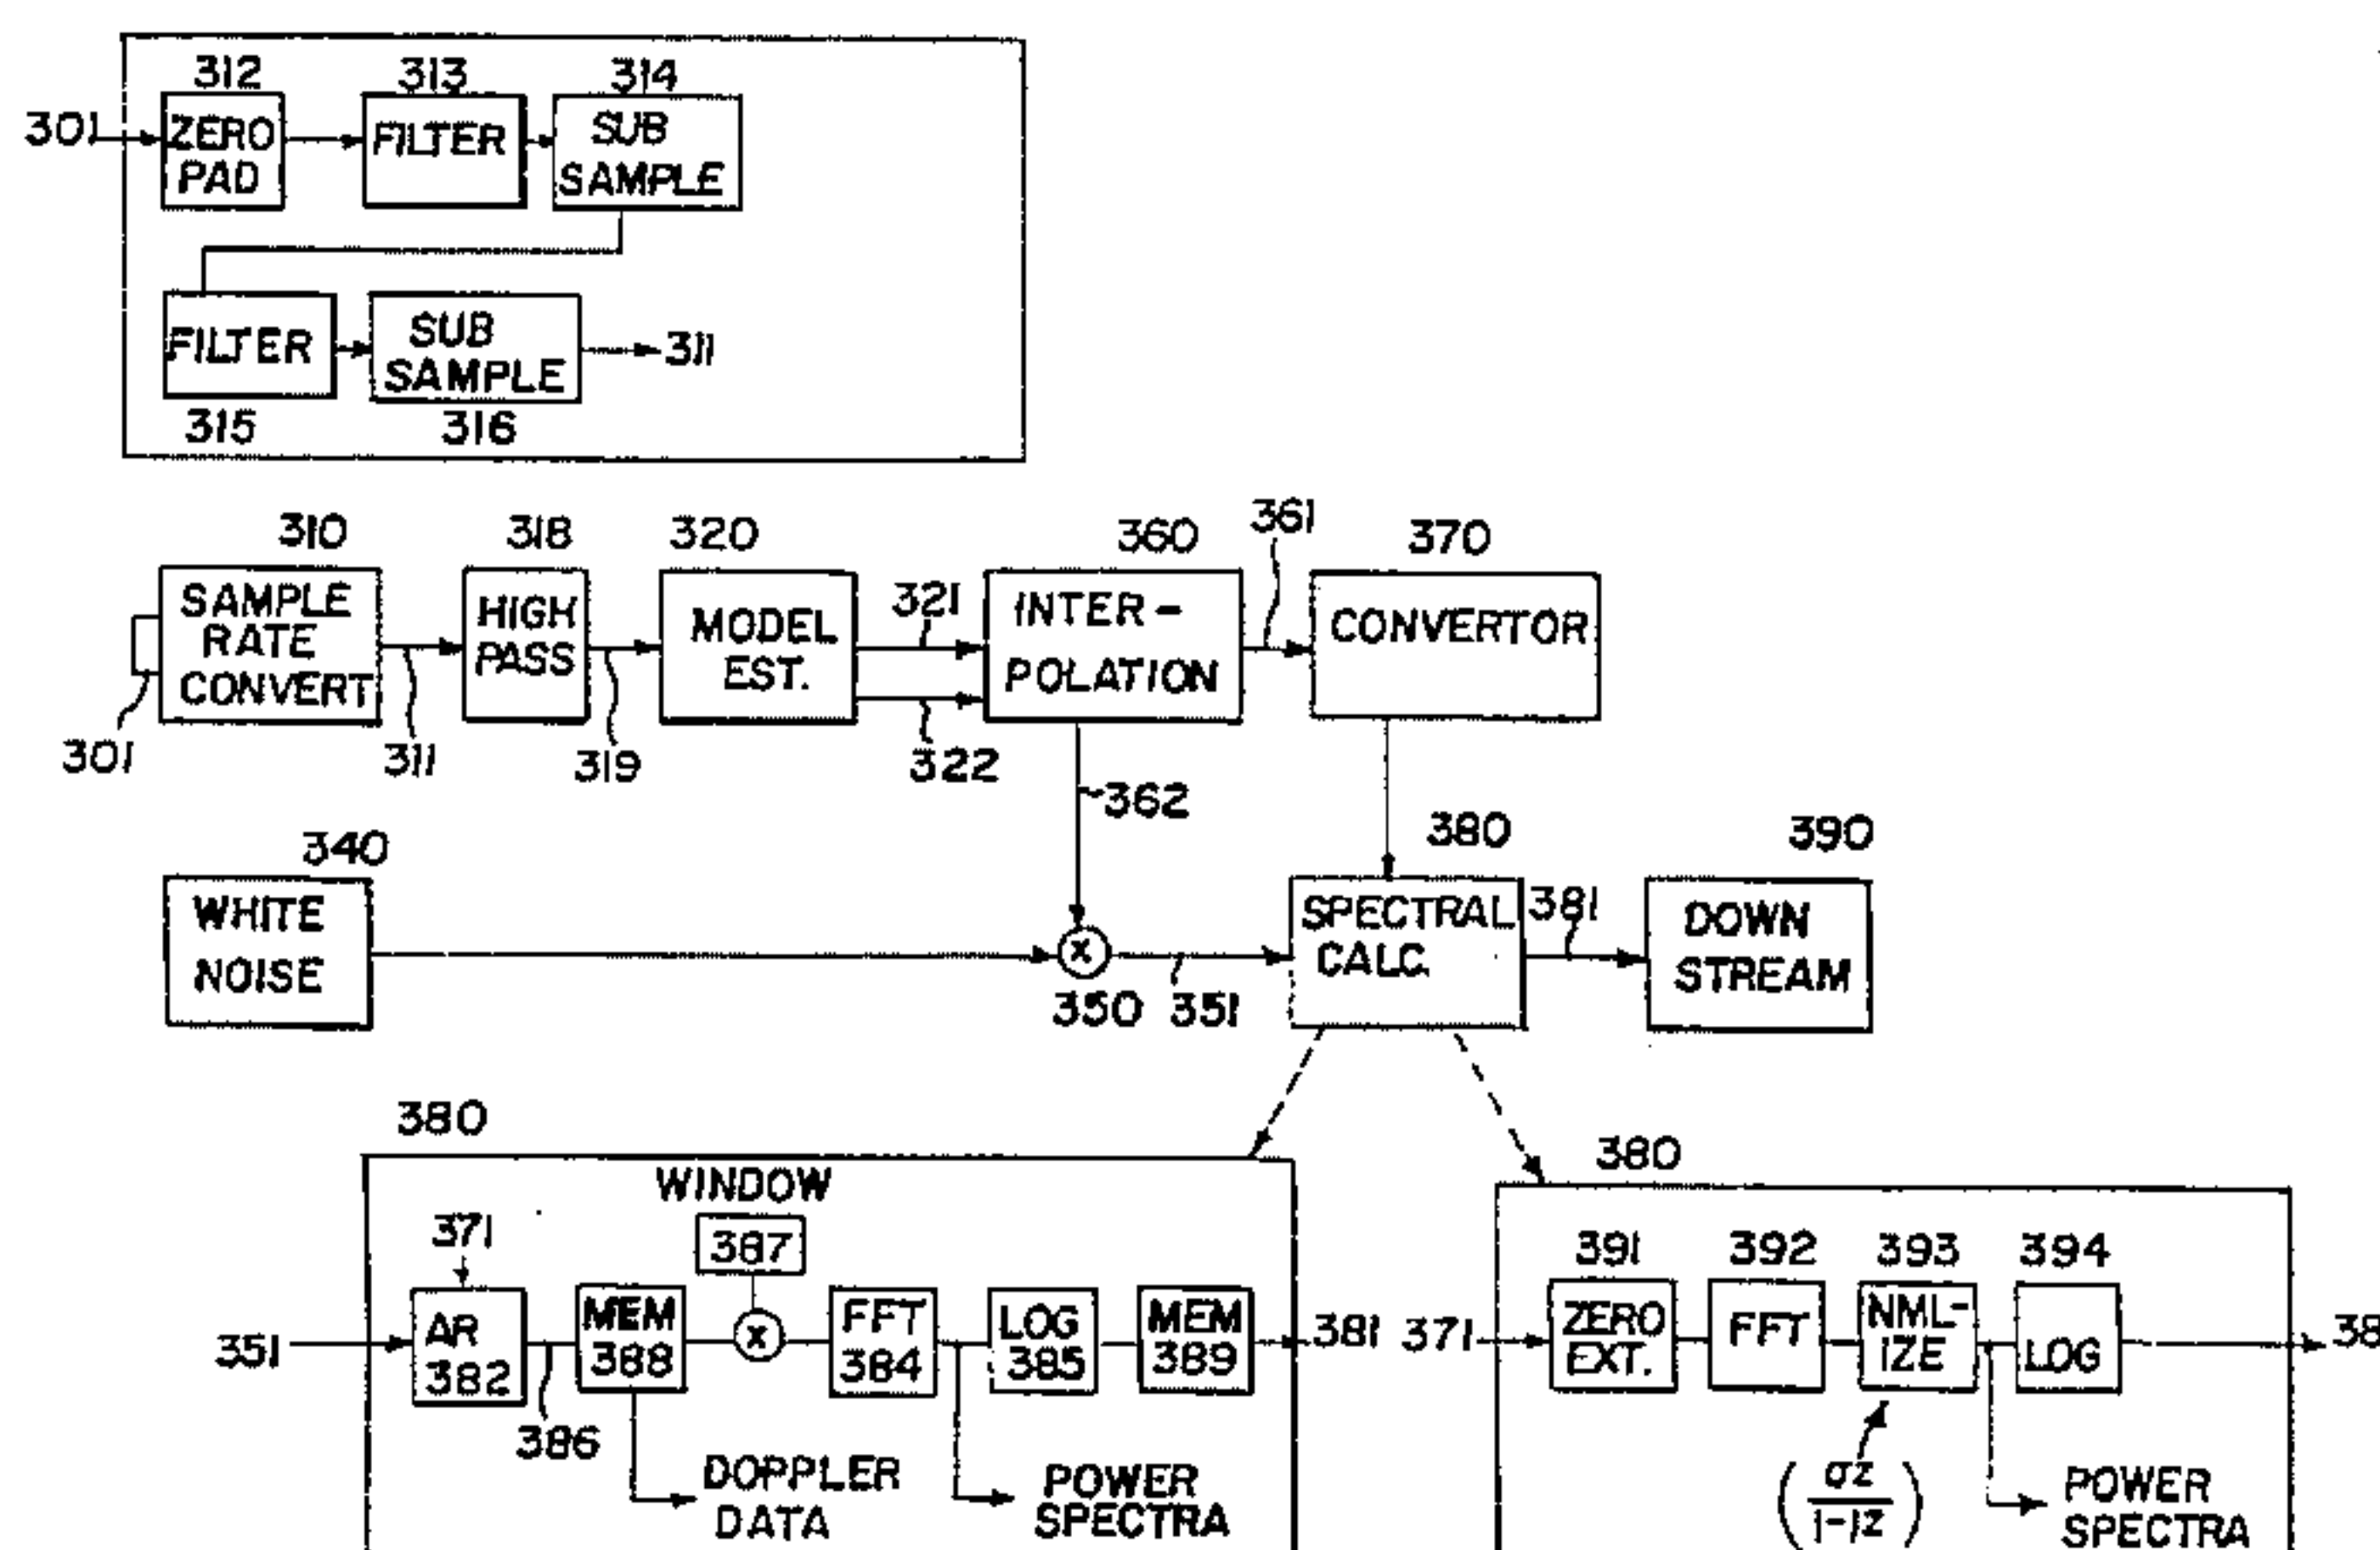 312 313 314
301 ZERO PAD FILTER SUB SAMPLE
FILTER SUB SAMPLE 311
315 316
310 318 320 360 361 370
SAMPLE RATE CONVERT HIGH PASS MODEL EST. 321 INTER- POLATION CONVERTOR
301 311 319 322
362
340 380 390
WHITE NOISE X SPECTRAL CALC. 381 DOWN STREAM
350 351
380
WINDOW
387
371
351 AR 382 MEM 388 X FFT 384 LOG 385 MEM 389 381
386
DOPPLER DATA
POWER SPECTRA
380
391 392 393 394
371 ZERO EXT. FFT NML- IZE LOG
POWER SPECTRA